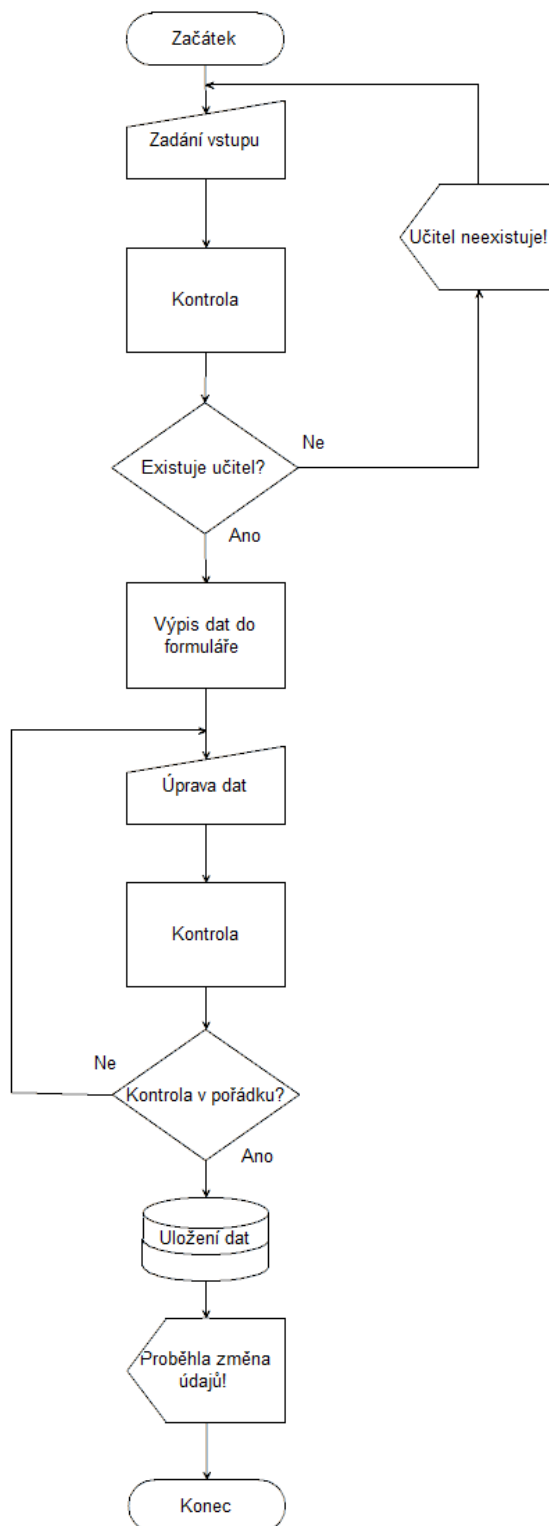 Začátek
Zadání vstupu
Učitel neexistuje!
Kontrola
Ne
Existuje učitel?
Ano
Výpis dat do
formuláře
Úprava dat
Kontrola
Ne
Kontrola v pořádku?
Ano
Uložení dat
Proběhla změna
údajů!
Konec